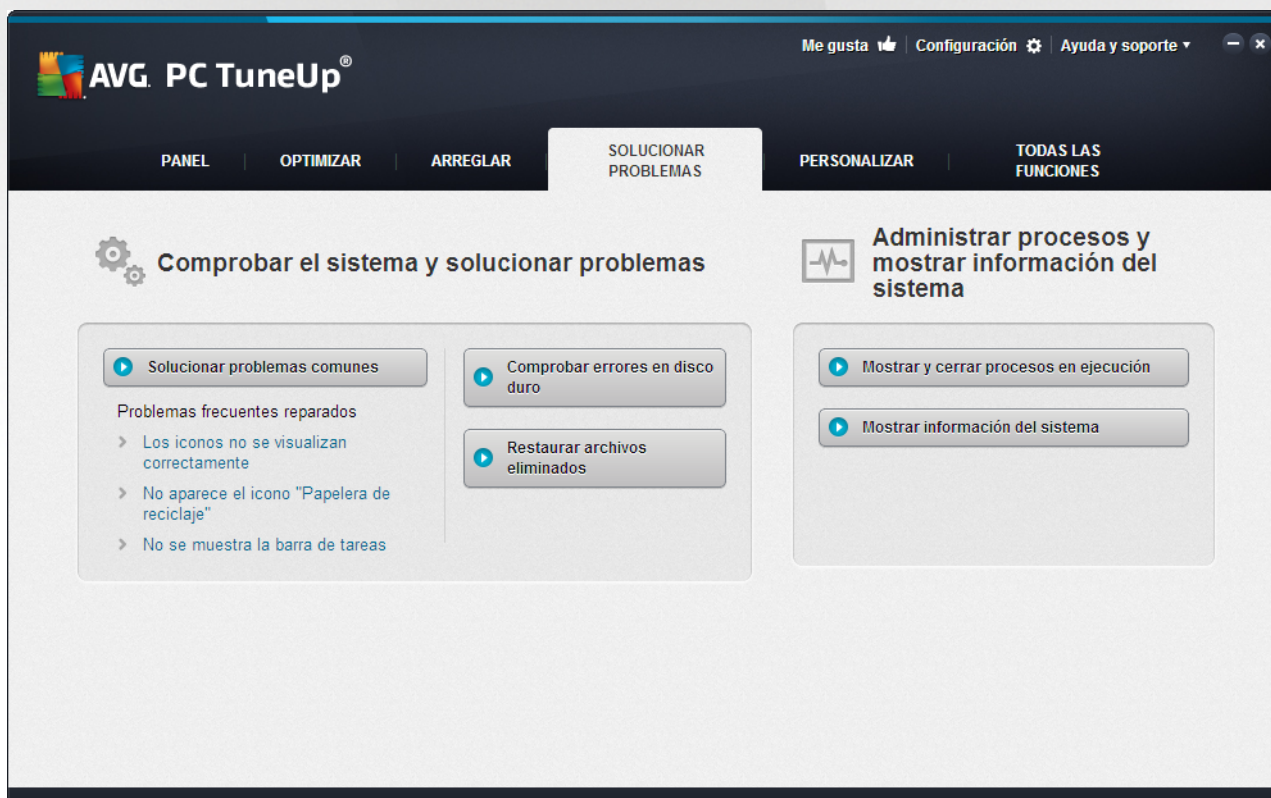 Me gusta
Configuración
Ayuda y soporte
AVG. PC TuneUp®
PANEL
OPTIMIZAR
ARREGLAR
SOLUCIONAR
PROBLEMAS
PERSONALIZAR
TODAS LAS
FUNCIONES
Comprobar el sistema y solucionar problemas
Solucionar problemas comunes
Problemas frecuentes reparados
Los iconos no se visualizan
correctamente
No aparece el icono "Papelera de
reciclaje"
No se muestra la barra de tareas
Comprobar errores en disco
duro
Restaurar archivos
eliminados
Administrar procesos y
mostrar información del
sistema
Mostrar y cerrar procesos en ejecución
Mostrar información del sistema